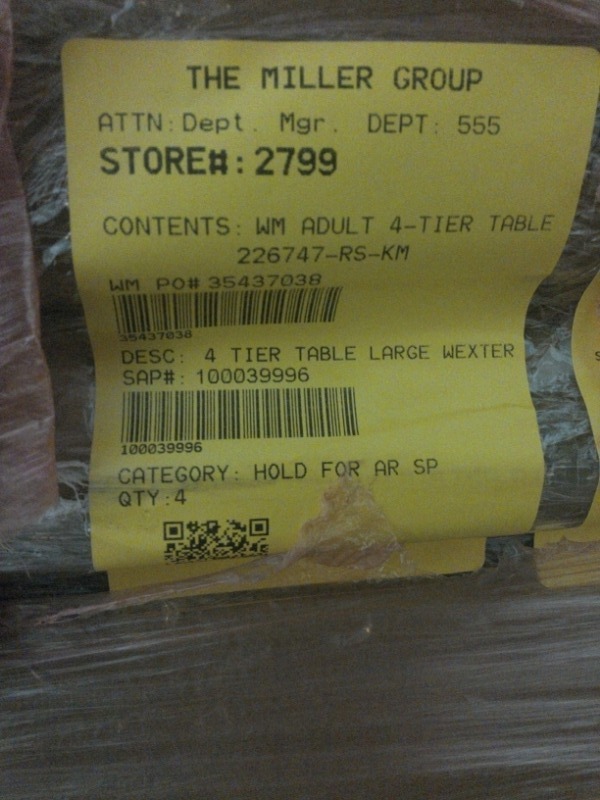 THE MILLER GROUP
ATTN:Dept. Mgr. DEPT: 555
STORE#:2799
CONTENTS: WM ADULT 4-TIER TABLE
226747-RS-KM
WM PO# 35437038
35437038
DESC: 4 TIER TABLE LARGE WEXTER
SAP#: 100039996
100039996
CATEGORY: HOLD FOR AR SP
QTY:4